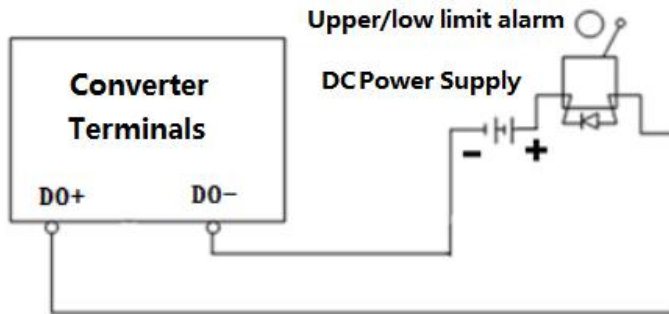 Upper/low limit alarm
DC Power Supply
Converter
Terminals
DO+
DO-
- +